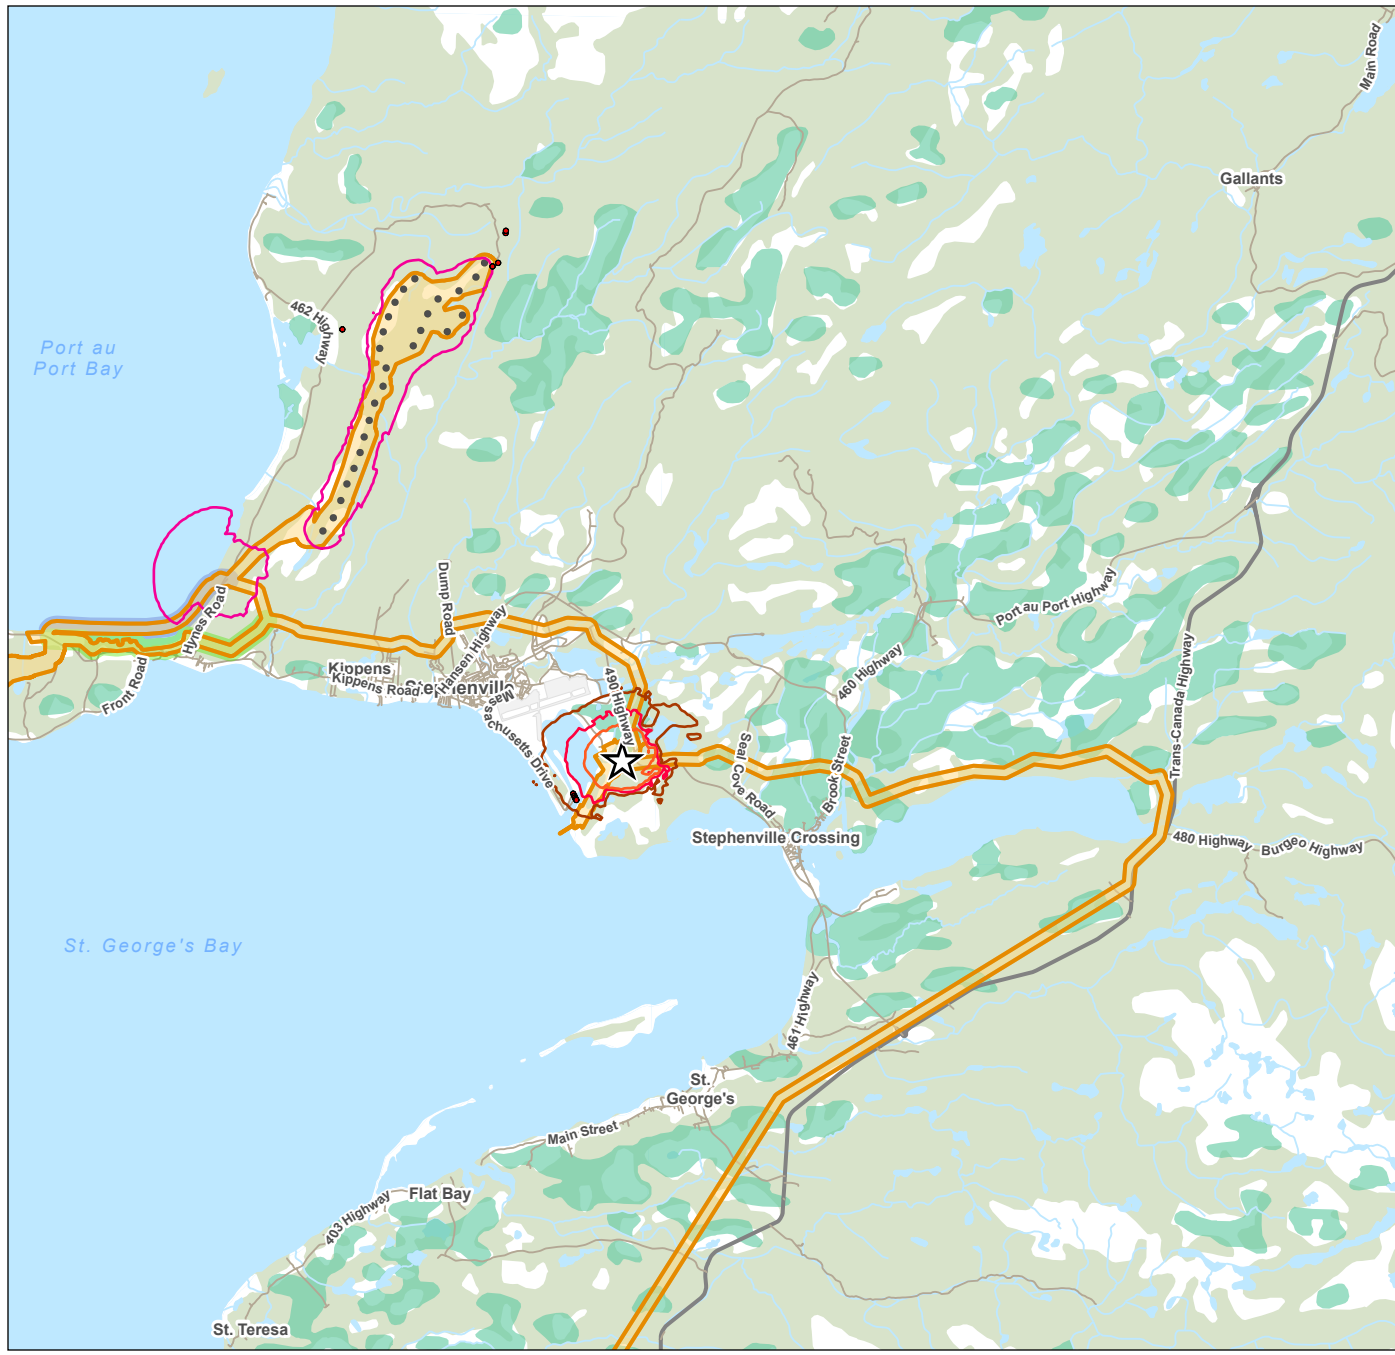 Main Road
Gallants
462 Highway
Port au
Port Bay
Dump Road
Hansen Highway
Port au Port Highway
Hynes Road
Front Road
Kippens
Kippens Road
Stephenville
Massachusetts Drive
490 Highway
460 Highway
Trans-Canada Highway
Seal Cove Road
Brook Street
Stephenville Crossing
480 Highway
Burgeo Highway
St. George's Bay
461 Highway
St.
George's
Main Street
Flat Bay
403 Highway
St. Teresa